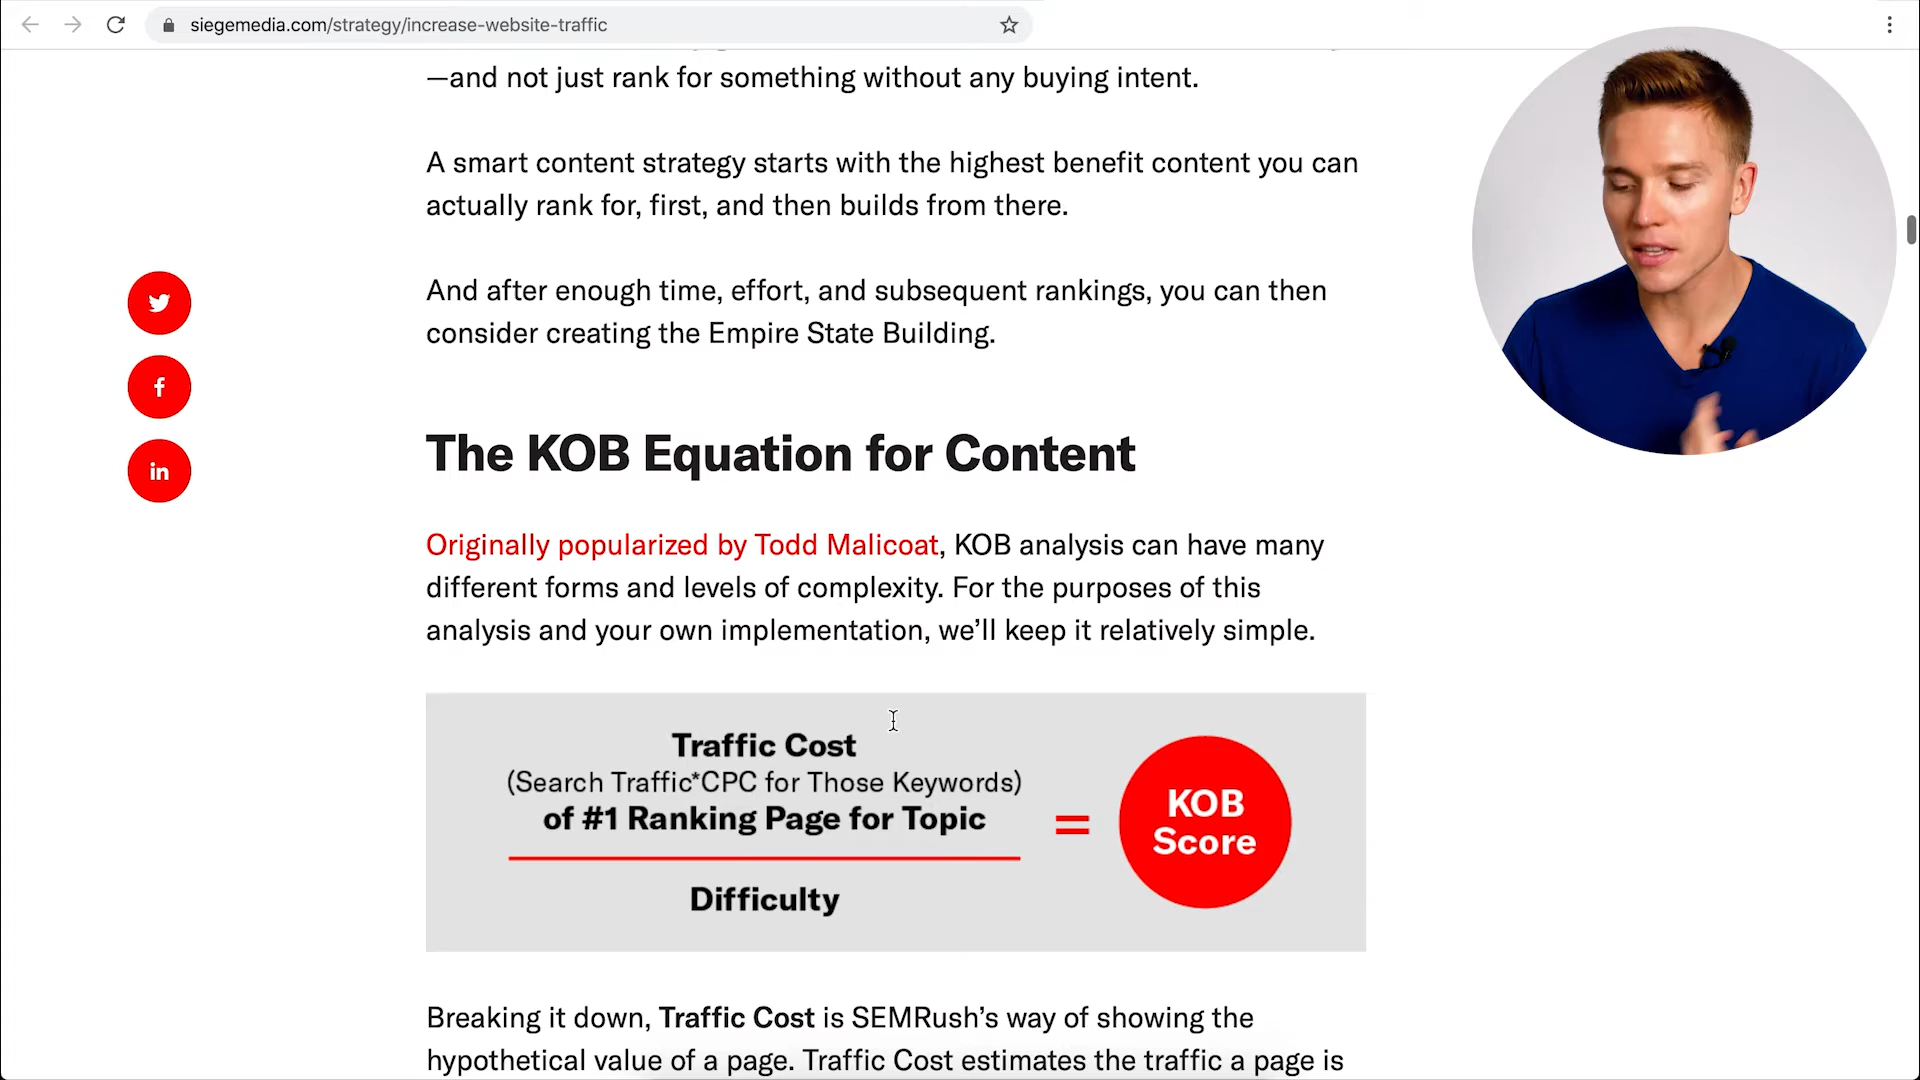 siegemedia.com/strategy/increase-website-traffic
—and not just rank for something without any buying intent.
A smart content strategy starts with the highest benefit content you can
actually rank for, first, and then builds from there.
And after enough time, effort, and subsequent rankings, you can then
consider creating the Empire State Building.
f
in
The KOB Equation for Content
Originally popularized by Todd Malicoat, KOB analysis can have many
different forms and levels of complexity. For the purposes of this
analysis and your own implementation, we’ll keep it relatively simple.
Traffic Cost
(Search Traffic*CPC for Those Keywords)
of #1 Ranking Page for Topic
Difficulty
=
KOB
Score
Breaking it down, Traffic Cost is SEMRush’s way of showing the
hypothetical value of a page. Traffic Cost estimates the traffic a page is